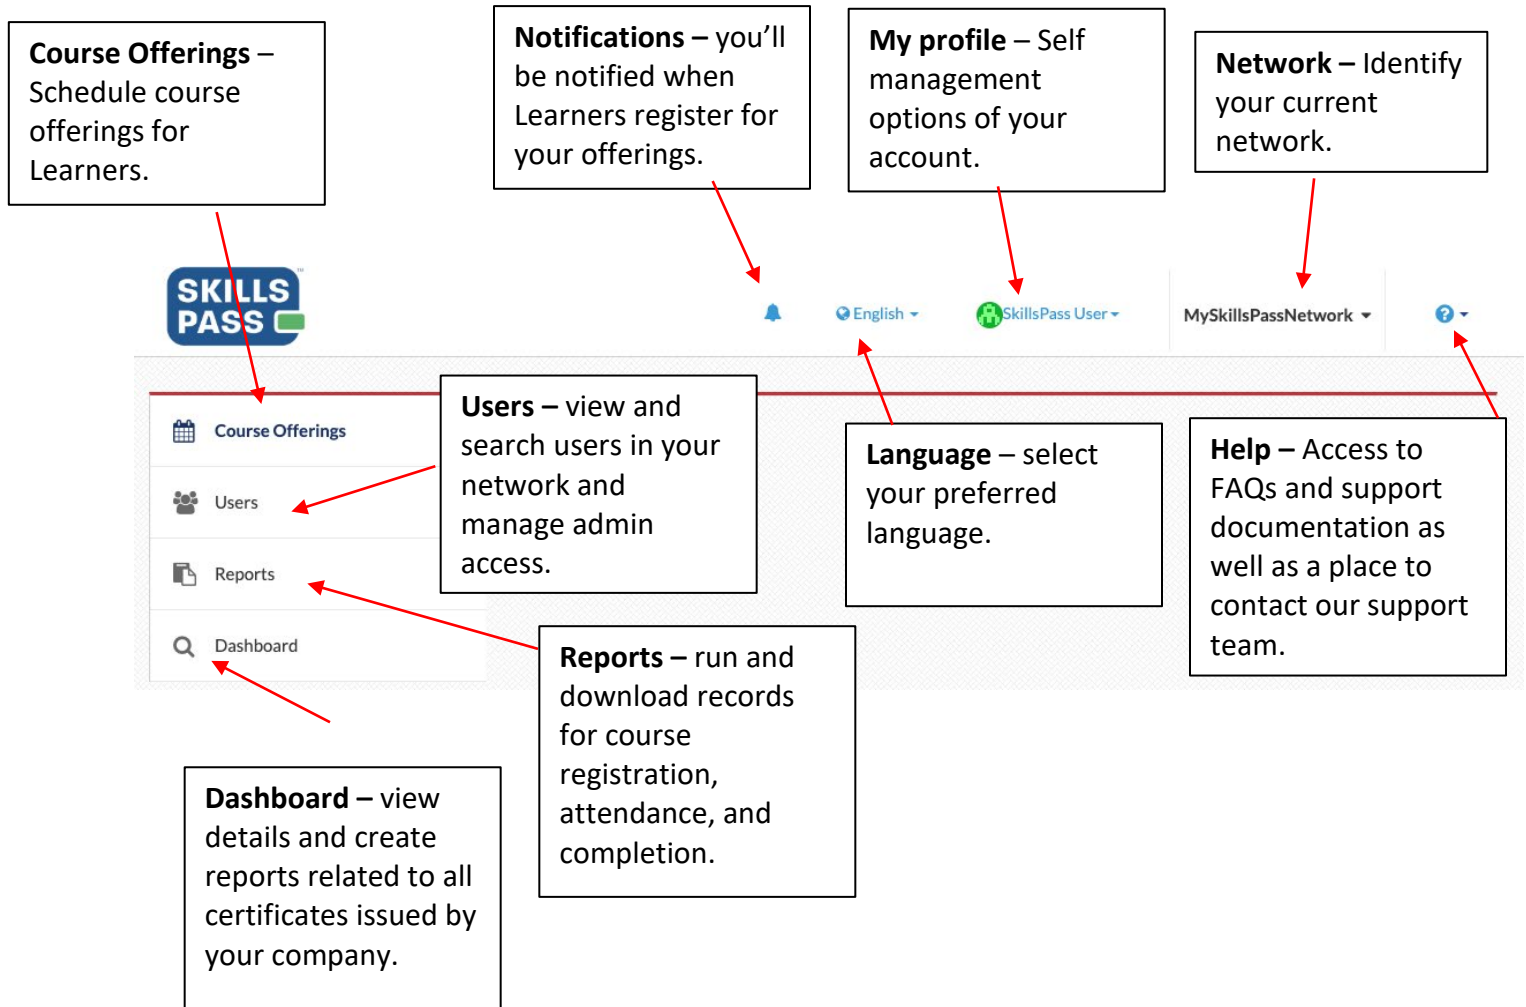 Course Offerings –
Schedule course
offerings for
Learners.
Notifications – you’ll
be notified when
Learners register for
your offerings.
My profile – Self
management
options of your
account.
Network – Identify
your current
network.
SKILLS
PASS
English
SkillsPass User
MySkillsPassNetwork
?
Course Offerings
Users
Reports
Dashboard
Users – view and
search users in your
network and
manage admin
access.
Language – select
your preferred
language.
Help – Access to
FAQs and support
documentation as
well as a place to
contact our support
team.
Reports – run and
download records
for course
registration,
attendance, and
completion.
Dashboard – view
details and create
reports related to all
certificates issued by
your company.